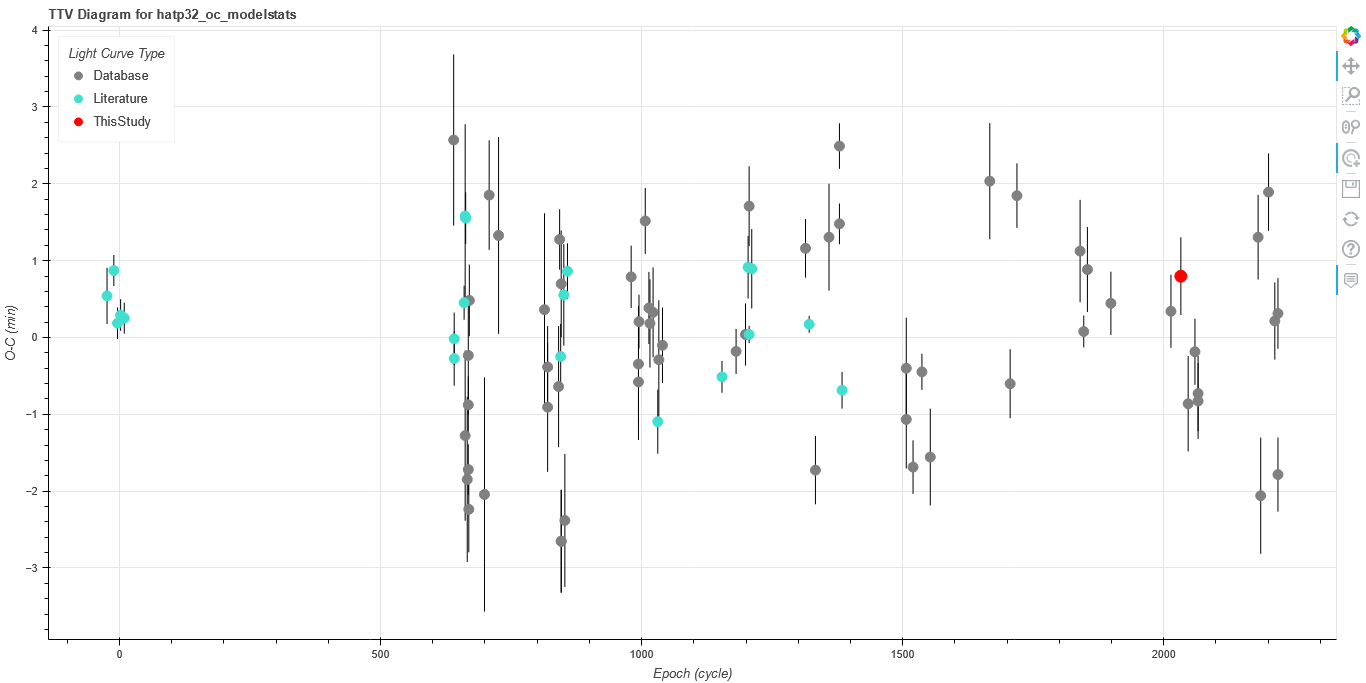 TTV Diagram for hatp32_oc_modelstats
Light Curve Type
Database
Literature
ThisStudy
4
3
2
1
0
−1
−2
−3
O-C (min)
0
500
1000
1500
2000
Epoch (cycle)